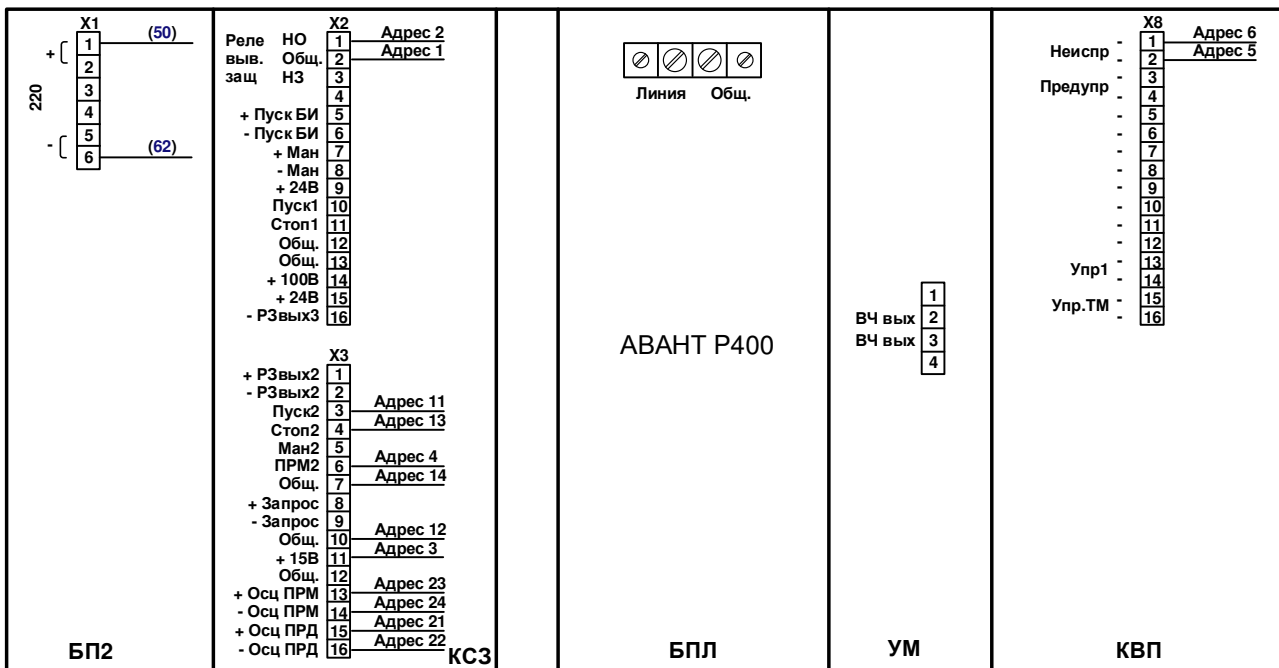 X1
1 (50)
+
2
220
3
4
5
-
6 (62)
БП2
X2
Реле НО 1 Адрес 2
выв. Общ. 2 Адрес 1
защ НЗ 3
4
+ Пуск БИ 5
- Пуск БИ 6
+ Ман 7
- Ман 8
+ 24В 9
Пуск1 10
Стоп1 11
Общ. 12
Общ. 13
+ 100В 14
+ 24В 15
- РЗвых3 16
X3
+ РЗвых2 1
- РЗвых2 2
Пуск2 3 Адрес 11
Стоп2 4 Адрес 13
Ман2 5
ПРМ2 6 Адрес 4
Общ. 7 Адрес 14
+ Запрос 8
- Запрос 9
Общ. 10 Адрес 12
+ 15В 11 Адрес 3
Общ. 12
+ Осц ПРМ 13 Адрес 23
- Осц ПРМ 14 Адрес 24
+ Осц ПРД 15 Адрес 21
- Осц ПРД 16 Адрес 22
КСЗ
Линия Общ.
АВАНТ Р400
БПЛ
1
ВЧ вых 2
ВЧ вых 3
4
УМ
X8
Неиспр - 1 Адрес 6
- 2 Адрес 5
Предупр - 3
- 4
- 5
- 6
- 7
- 8
- 9
- 10
- 11
- 12
Упр1 - 13
- 14
Упр.ТМ - 15
- 16
КВП